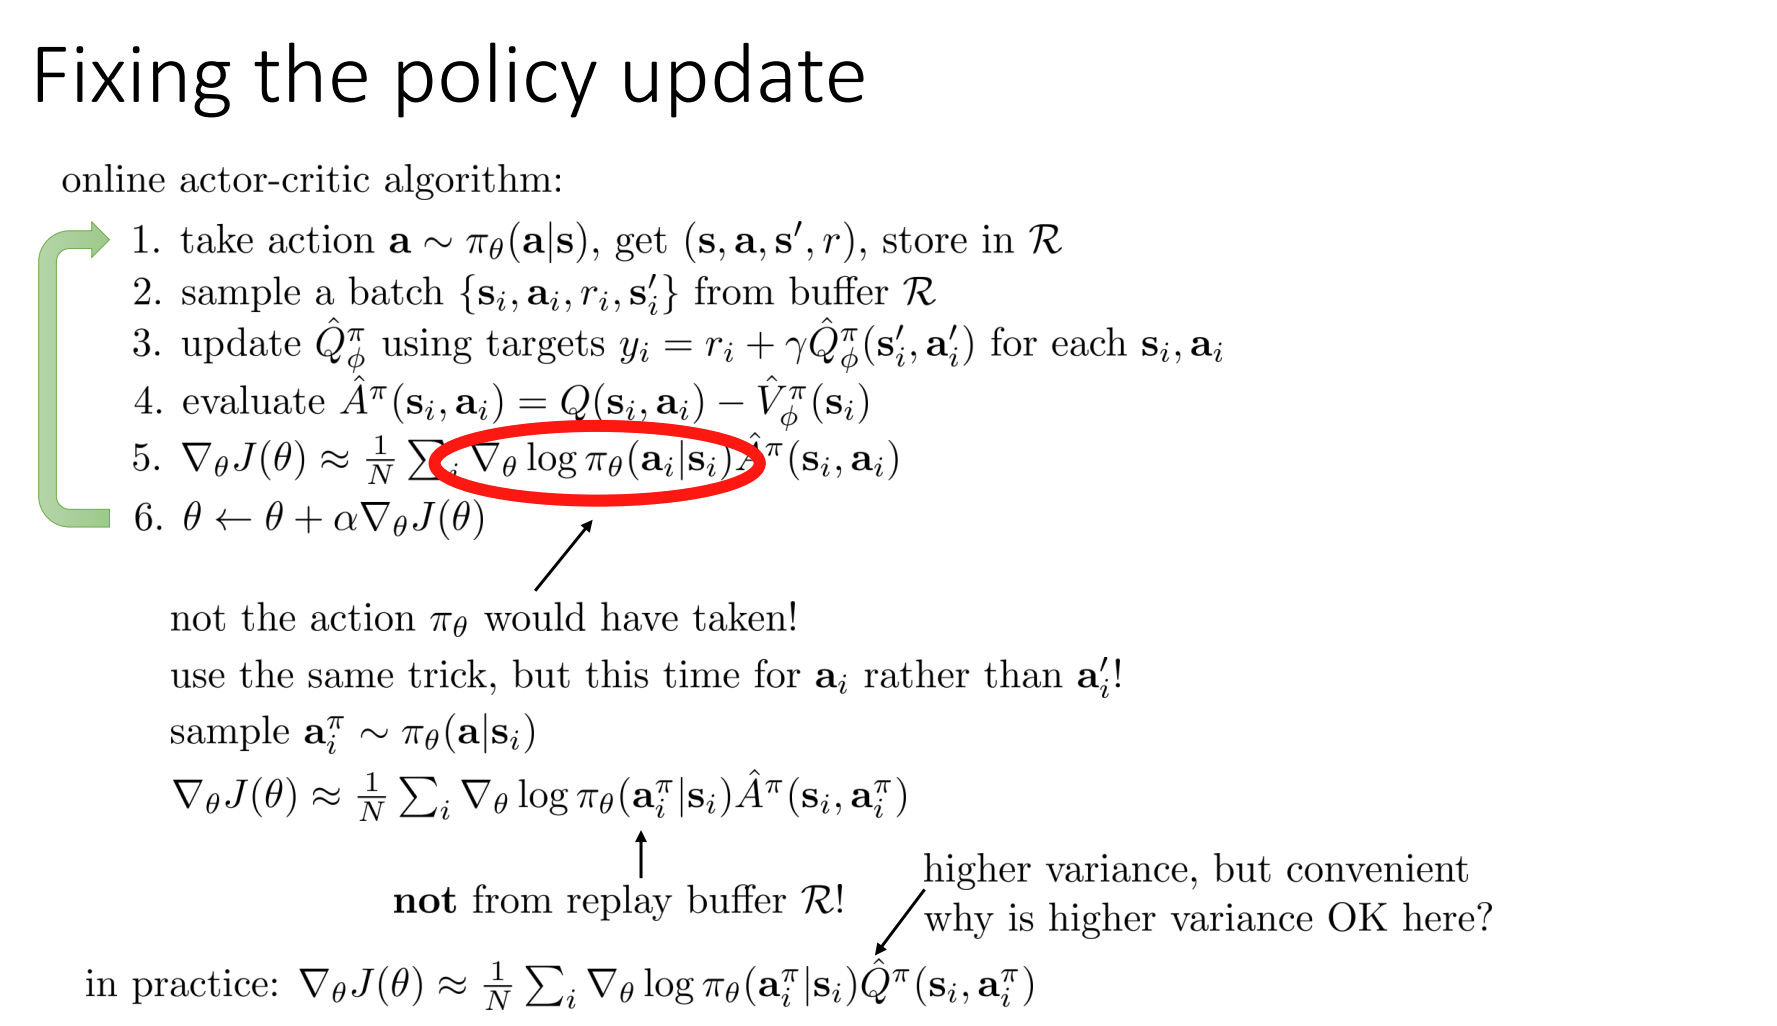 Fixing the policy update
online actor-critic algorithm:
1. take action $\mathbf{a} \sim \pi_\theta(\mathbf{a}|\mathbf{s})$, get $(\mathbf{s}, \mathbf{a}, \mathbf{s}', r)$, store in $\mathcal{R}$
2. sample a batch $\{\mathbf{s}_i, \mathbf{a}_i, r_i, \mathbf{s}'_i\}$ from buffer $\mathcal{R}$
3. update $\hat{Q}^\pi_\phi$ using targets $y_i = r_i + \gamma \hat{Q}^\pi_\phi(\mathbf{s}'_i, \mathbf{a}'_i)$ for each $\mathbf{s}_i, \mathbf{a}_i$
4. evaluate $\hat{A}^\pi(\mathbf{s}_i, \mathbf{a}_i) = Q(\mathbf{s}_i, \mathbf{a}_i) - \hat{V}^\pi_\phi(\mathbf{s}_i)$
5. $\nabla_\theta J(\theta) \approx \frac{1}{N} \sum_i \nabla_\theta \log \pi_\theta(\mathbf{a}_i|\mathbf{s}_i) \hat{A}^\pi(\mathbf{s}_i, \mathbf{a}_i)$
6. $\theta \leftarrow \theta + \alpha \nabla_\theta J(\theta)$
not the action $\pi_\theta$ would have taken!
use the same trick, but this time for $\mathbf{a}_i$ rather than $\mathbf{a}'_i$!
sample $\mathbf{a}^\pi_i \sim \pi_\theta(\mathbf{a}|\mathbf{s}_i)$
$\nabla_\theta J(\theta) \approx \frac{1}{N} \sum_i \nabla_\theta \log \pi_\theta(\mathbf{a}^\pi_i|\mathbf{s}_i) \hat{A}^\pi(\mathbf{s}_i, \mathbf{a}^\pi_i)$
not from replay buffer $\mathcal{R}$!
higher variance, but convenient
why is higher variance OK here?
in practice: $\nabla_\theta J(\theta) \approx \frac{1}{N} \sum_i \nabla_\theta \log \pi_\theta(\mathbf{a}^\pi_i|\mathbf{s}_i) \hat{Q}^\pi(\mathbf{s}_i, \mathbf{a}^\pi_i)$